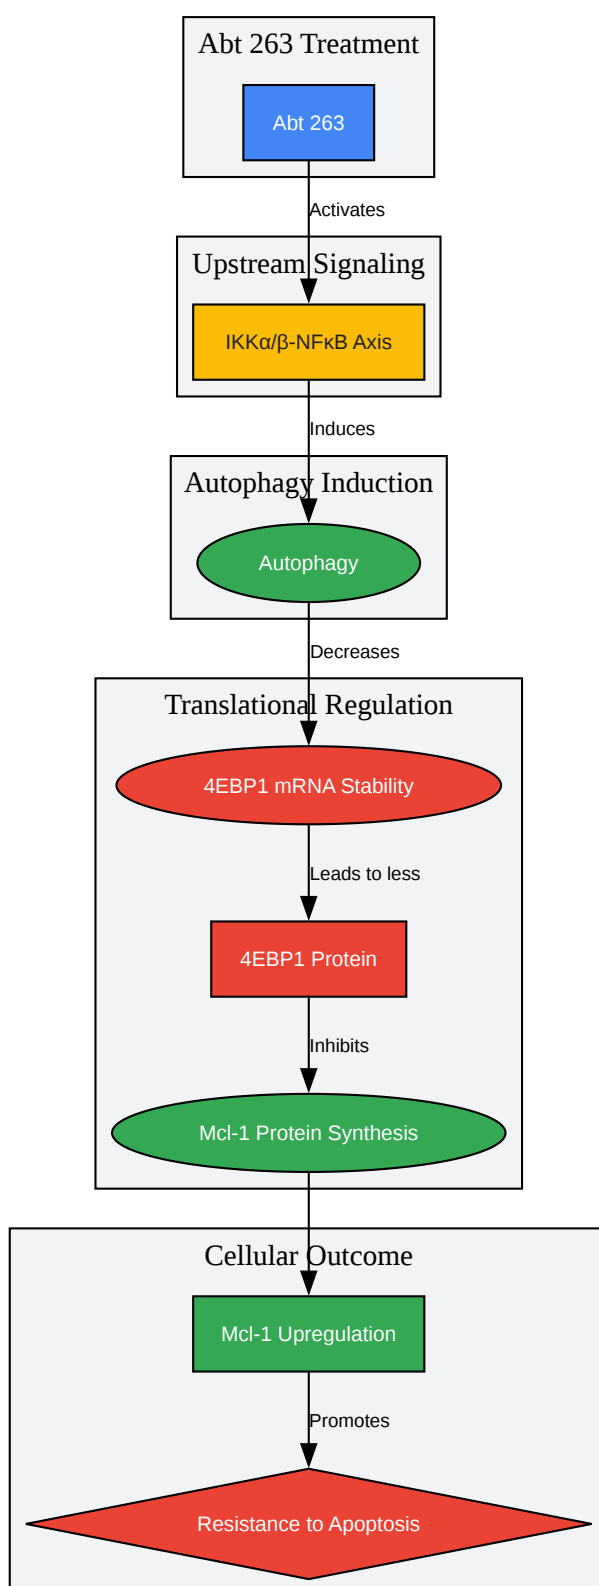 Abt 263 Treatment
Abt 263
Activates
Upstream Signaling
IKKα/β-NFκB Axis
Induces
Autophagy Induction
Autophagy
Decreases
Translational Regulation
4EBP1 mRNA Stability
Leads to less
4EBP1 Protein
Inhibits
Mcl-1 Protein Synthesis
Cellular Outcome
Mcl-1 Upregulation
Promotes
Resistance to Apoptosis